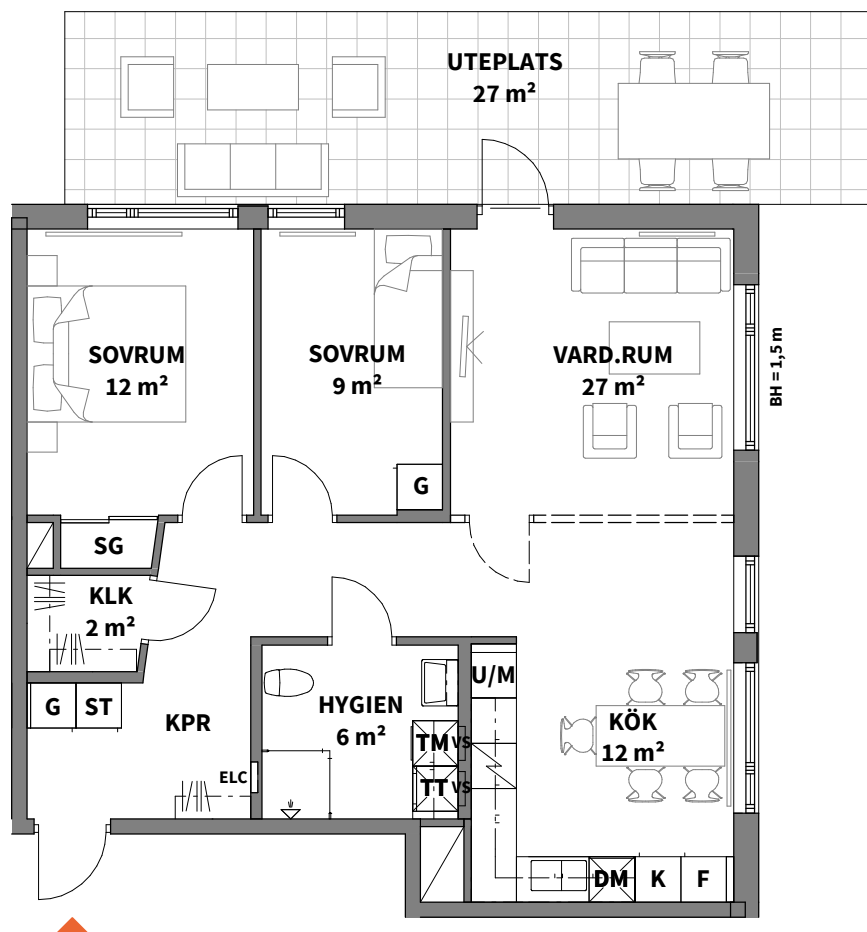 UTEPLATS
27 m²
SOVRUM
12 m²
SOVRUM
9 m²
VARD.RUM
27 m²
BH = 1,5 m
G
SG
KLK
2 m²
G
ST
KPR
ELC
HYGIEN
6 m²
TM
VS
TT
VS
U/M
KÖK
12 m²
DM
K
F